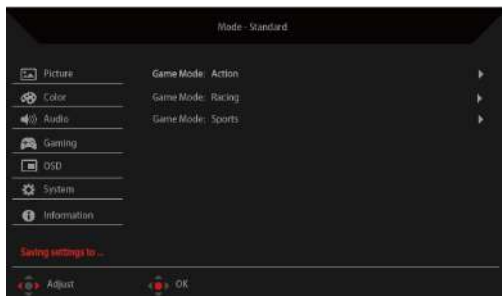 Mode - Standard
Picture
Game Mode: Action
Color
Game Mode: Racing
Audio
Game Mode: Sports
Gaming
OSD
System
Information
Saving settings to ...
Adjust
OK